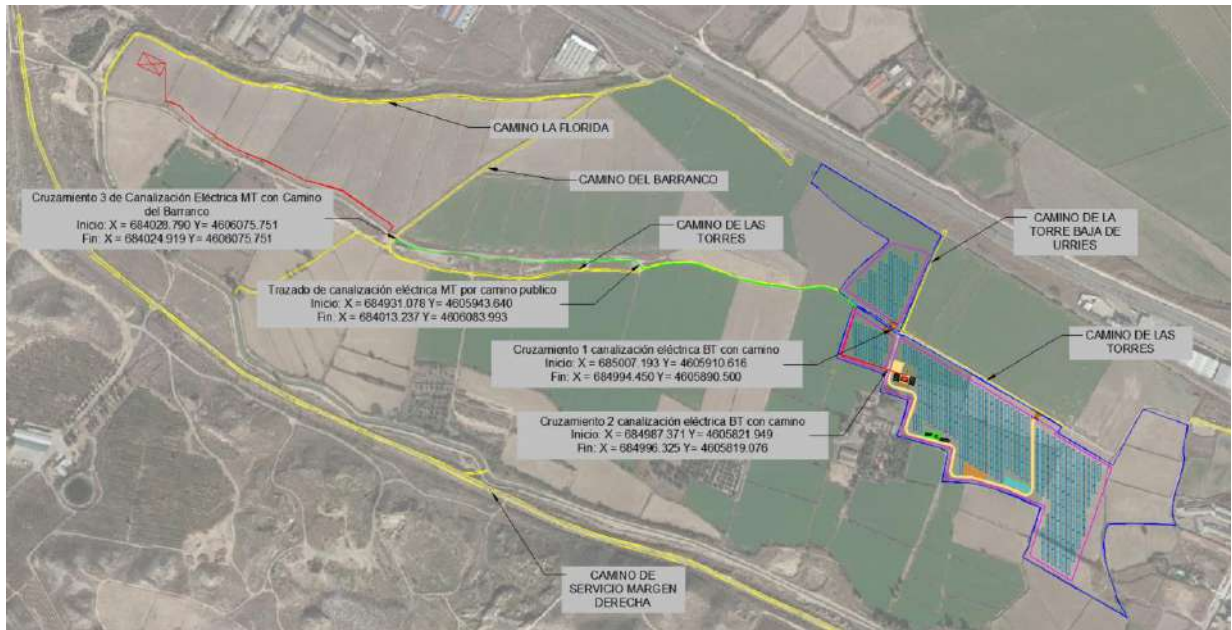 CAMINO LA FLORIDA
CAMINO DEL BARRANCO
Cruzamiento 3 de Canalización Eléctrica MT con Camino
del Barranco
Inicio: X = 684028.790 Y= 4606075.751
Fin: X = 684024.919 Y= 4606075.751
CAMINO DE LAS
TORRES
CAMINO DE LA
TORRE BAJA DE
URRIES
Trazado de canalización eléctrica MT por camino publico
Inicio: X = 684931.078 Y= 4605943.640
Fin: X = 684013.237 Y= 4606083.993
Cruzamiento 1 canalización eléctrica BT con camino
Inicio: X = 685007.193 Y= 4605910.616
Fin: X = 684994.450 Y= 4605890.500
CAMINO DE LAS
TORRES
Cruzamiento 2 canalización eléctrica BT con camino
Inicio: X = 684987.371 Y= 4605821.949
Fin: X = 684996.325 Y= 4605819.076
CAMINO DE
SERVICIO MARGEN
DERECHA